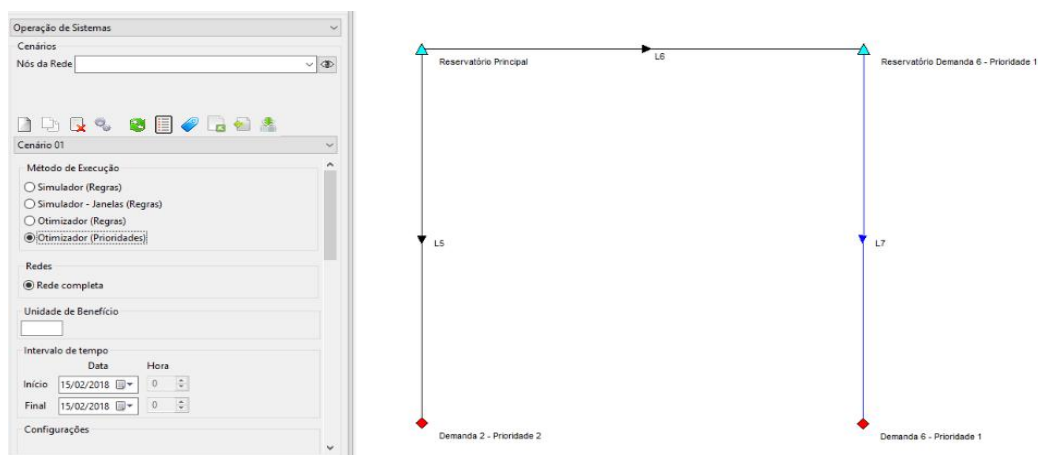 Operação de Sistemas
Cenários
Nós da Rede
Cenário 01
Método de Execução
Simulador (Regras)
Simulador - Janelas (Regras)
Otimizador (Regras)
Otimizador (Prioridades)
Redes
Rede completa
Unidade de Benefício
Intervalo de tempo
Data Hora
Início 15/02/2018 0
Final 15/02/2018 0
Configurações
Reservatório Principal
L6
Reservatório Demanda 6 - Prioridade 1
L5
L7
Demanda 2 - Prioridade 2
Demanda 6 - Prioridade 1